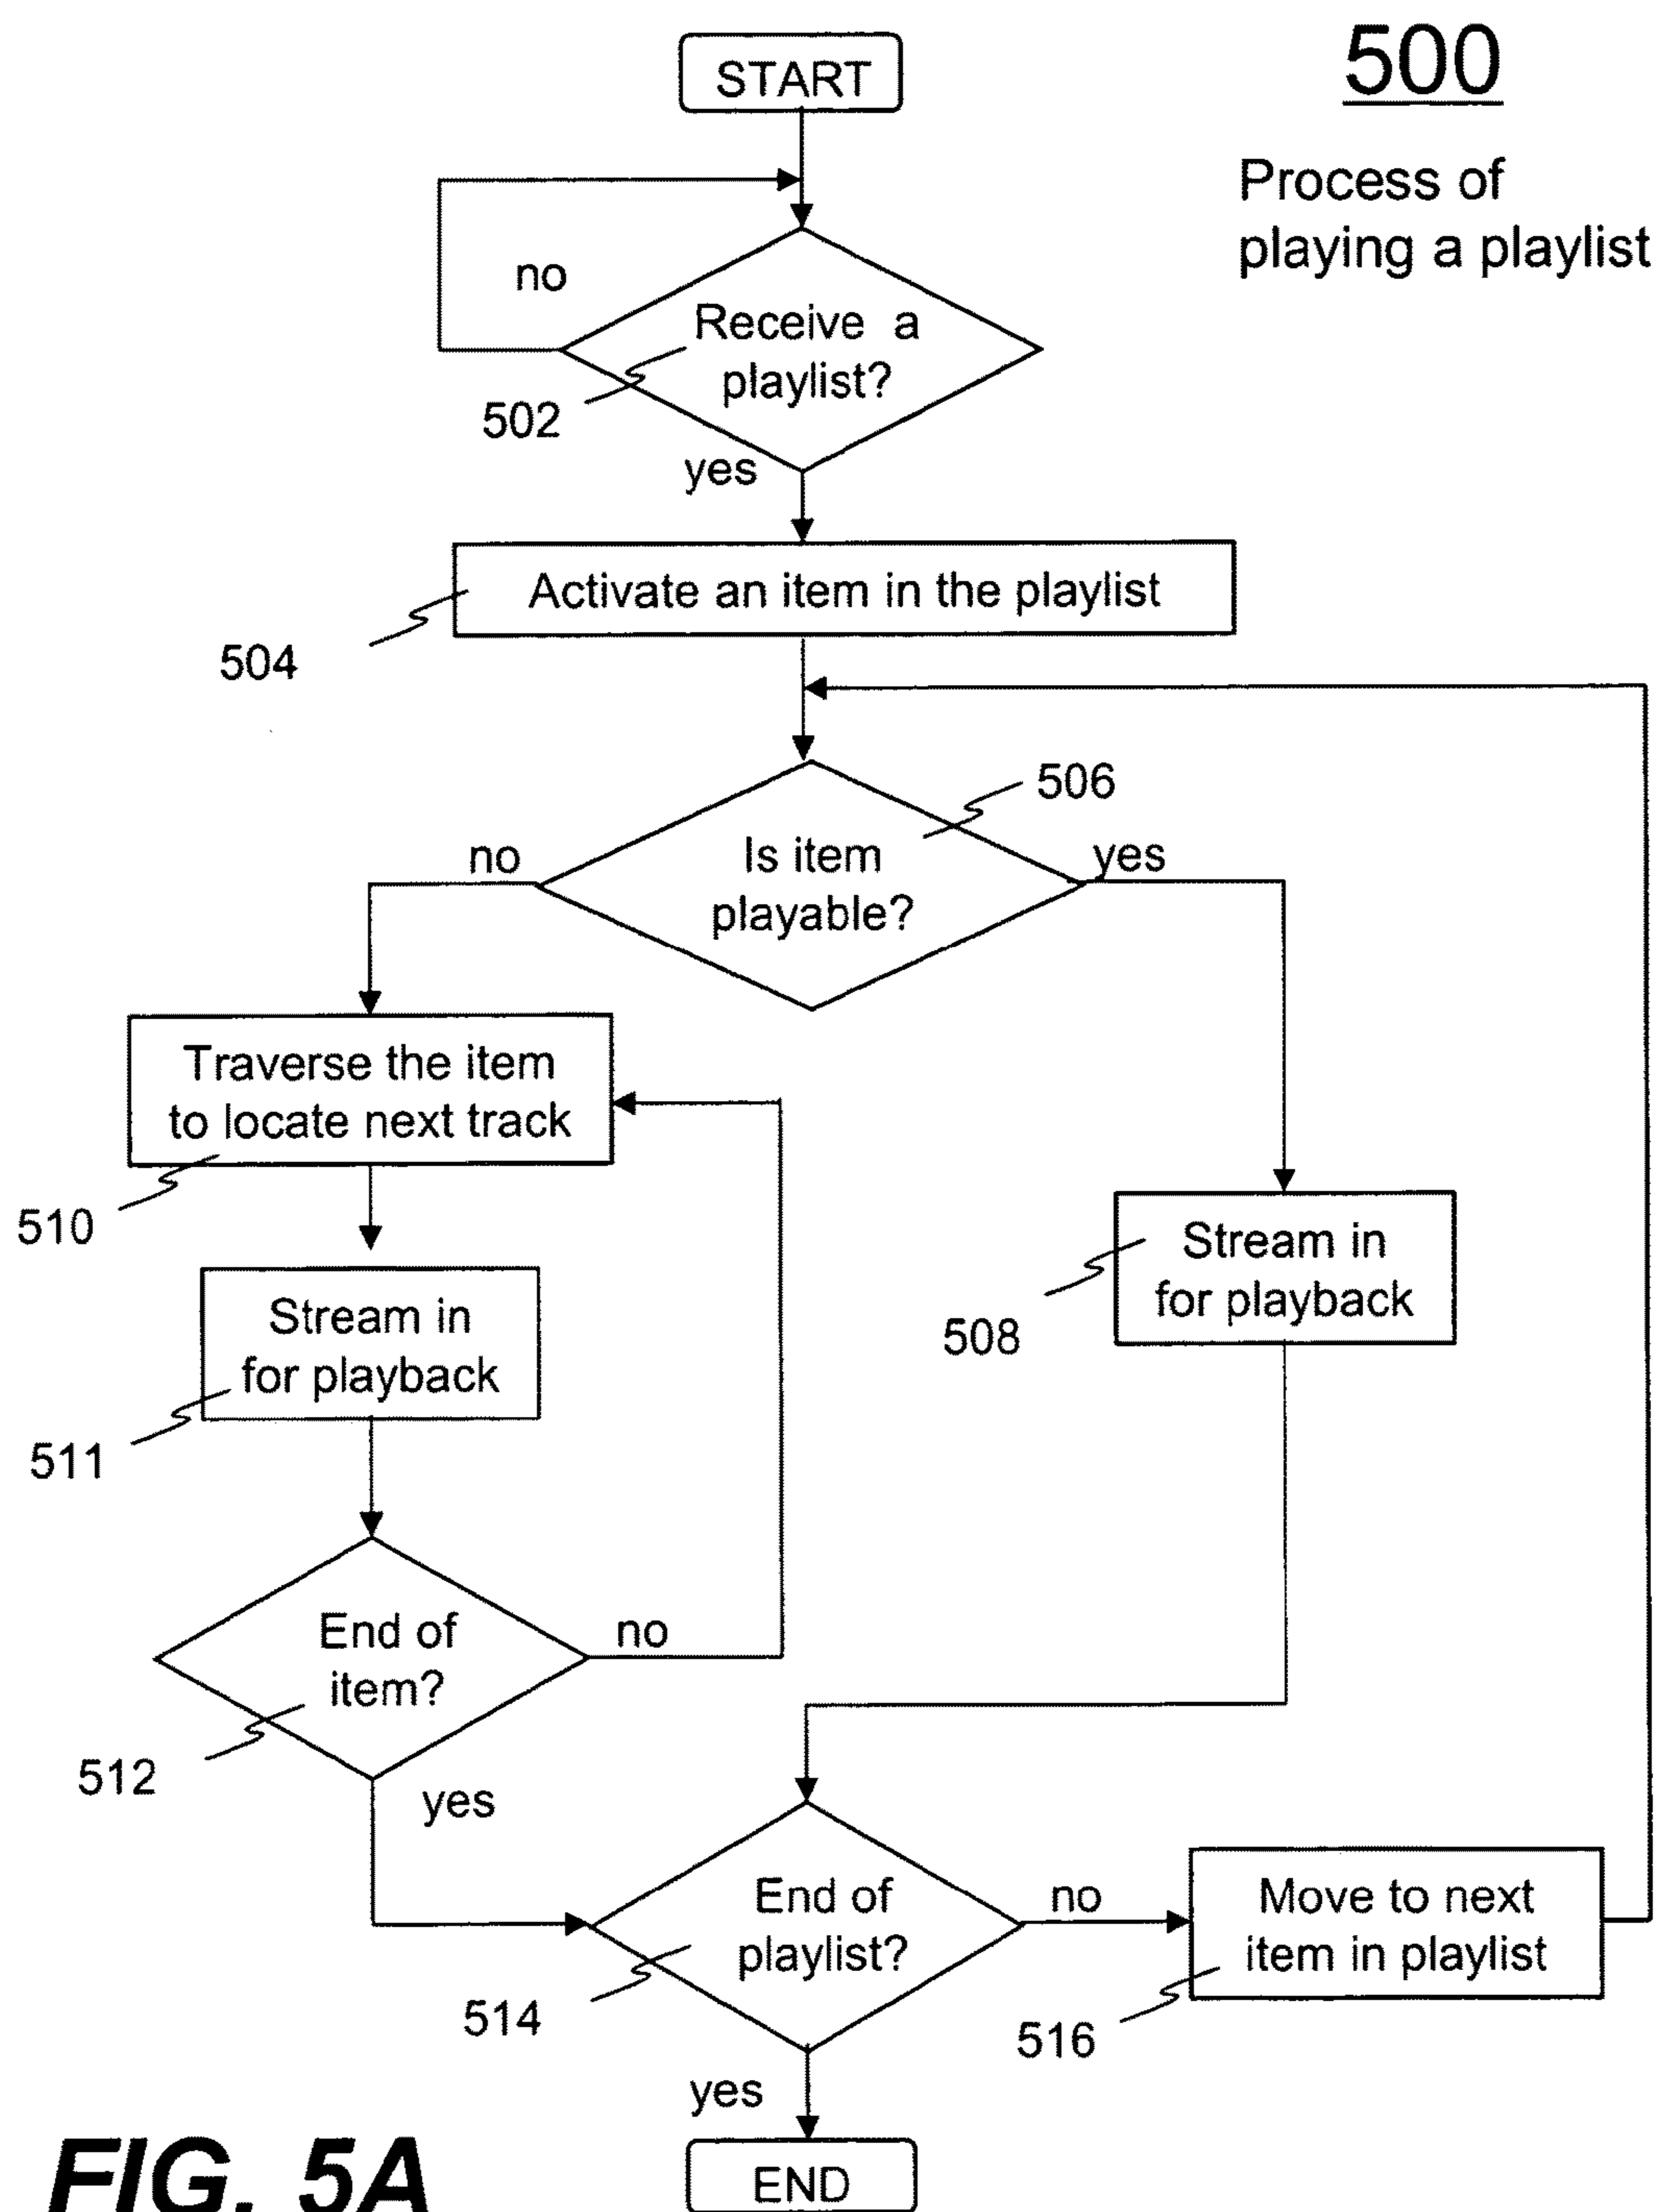 START
500
Process of
playing a playlist
no
Receive a
playlist?
502
yes
Activate an item in the playlist
504
506
no
Is item
playable?
yes
Traverse the item
to locate next track
510
Stream in
for playback
508
Stream in
for playback
511
End of
item?
no
512
yes
End of
playlist?
no
Move to next
item in playlist
514
516
yes
END
FIG. 5A